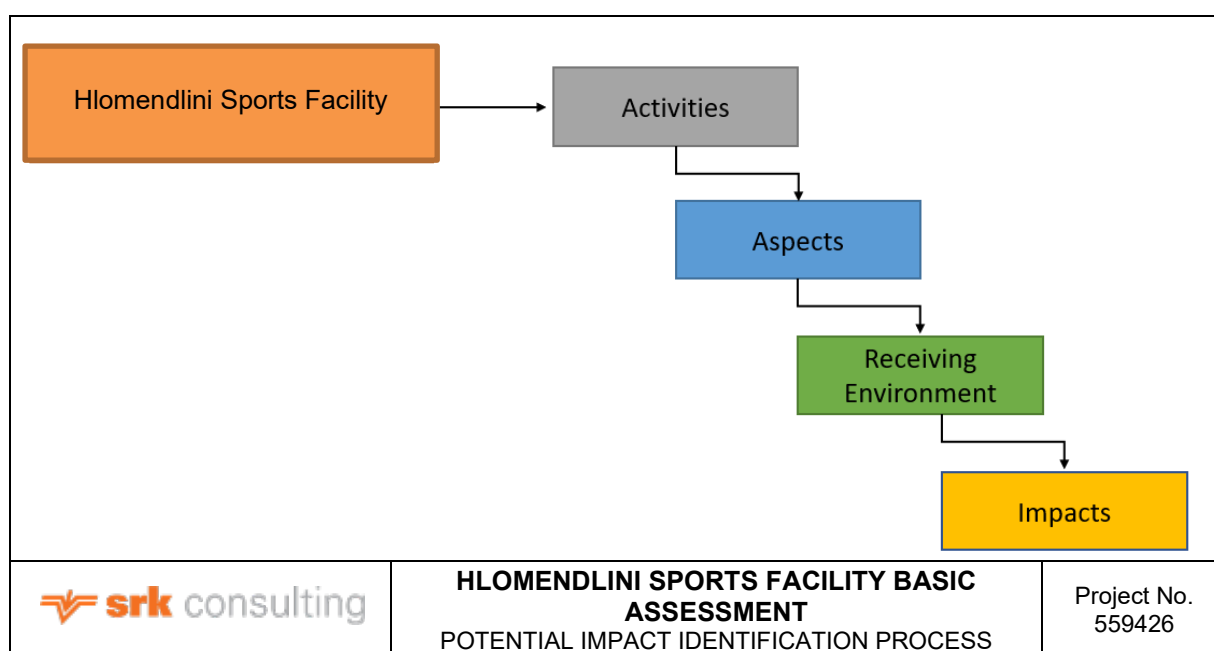 Hlomendlini Sports Facility
Activities
Aspects
Receiving
Environment
Impacts
srk consulting
HLOMENDLINI SPORTS FACILITY BASIC
ASSESSMENT
POTENTIAL IMPACT IDENTIFICATION PROCESS
Project No.
559426